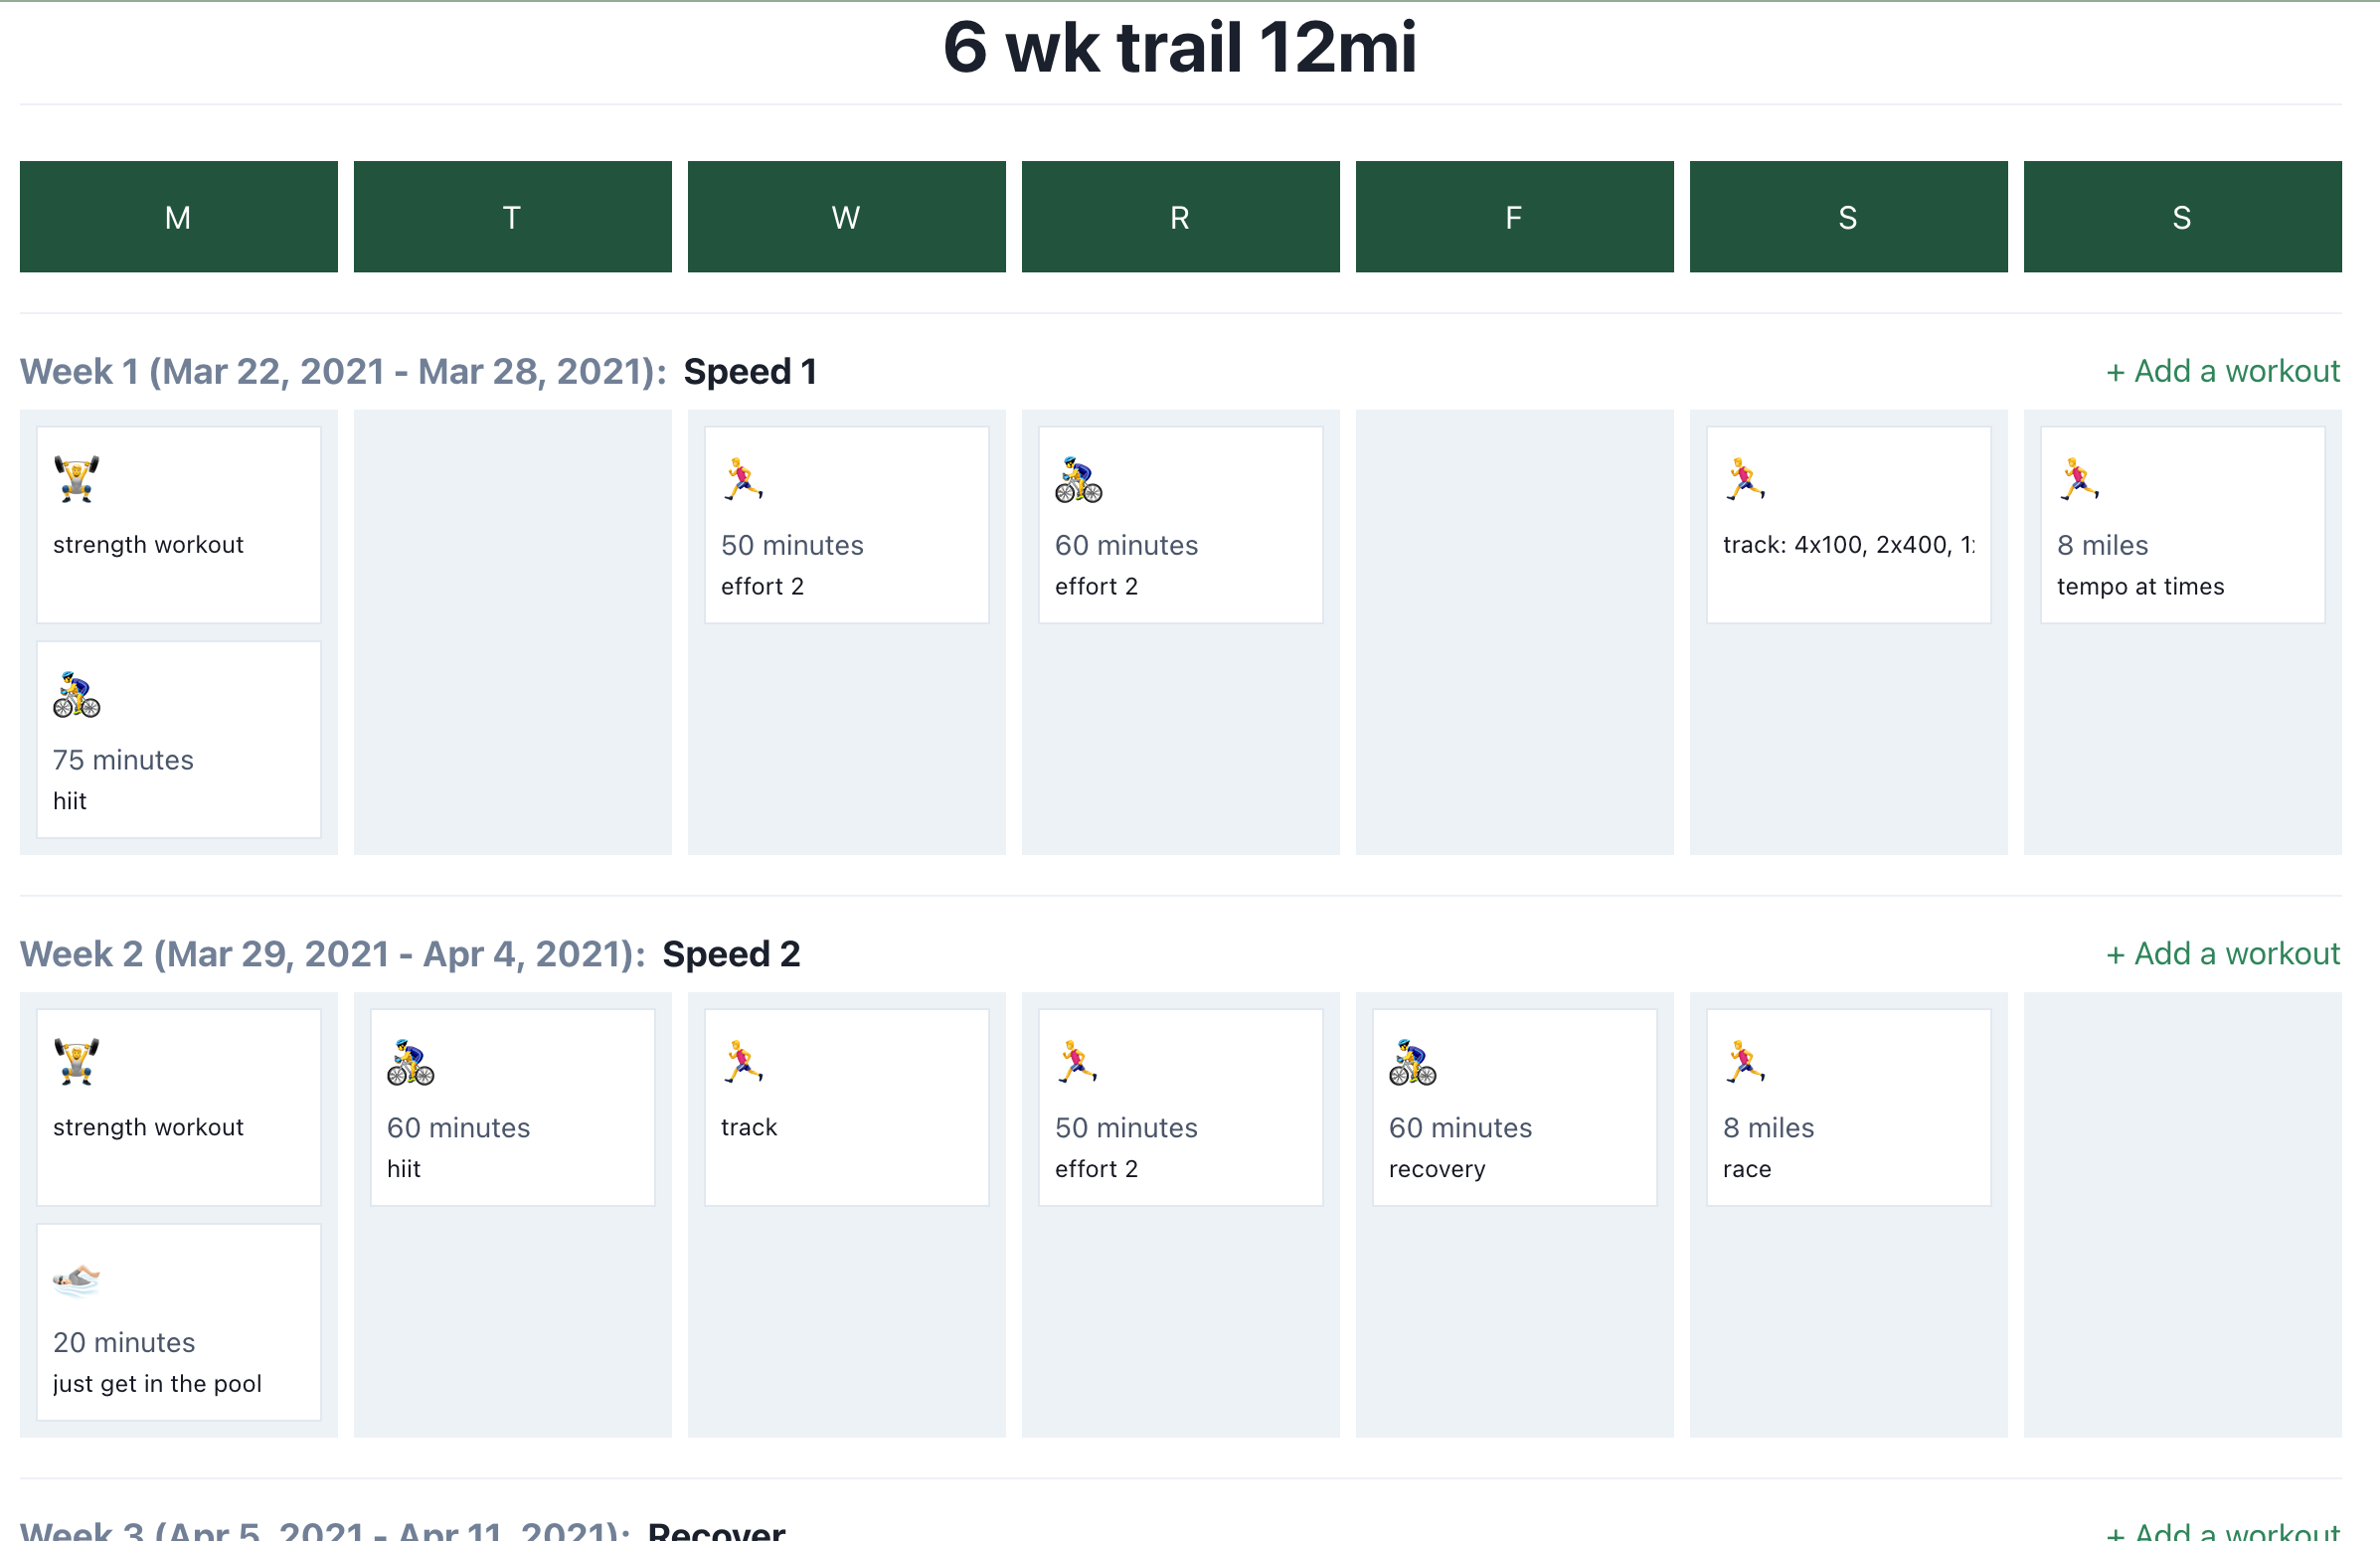 6 wk trail 12mi
M T W R F S S
Week 1 (Mar 22, 2021 - Mar 28, 2021): Speed 1
+ Add a workout
strength workout
75 minutes
hiit
50 minutes
effort 2
60 minutes
effort 2
track: 4x100, 2x400,
8 miles
tempo at times
Week 2 (Mar 29, 2021 - Apr 4, 2021): Speed 2
+ Add a workout
strength workout
20 minutes
just get in the pool
60 minutes
hiit
track
50 minutes
effort 2
60 minutes
recovery
8 miles
race
Week 3 (Apr 5, 2021 - Apr 11, 2021): Recover
+ Add a workout